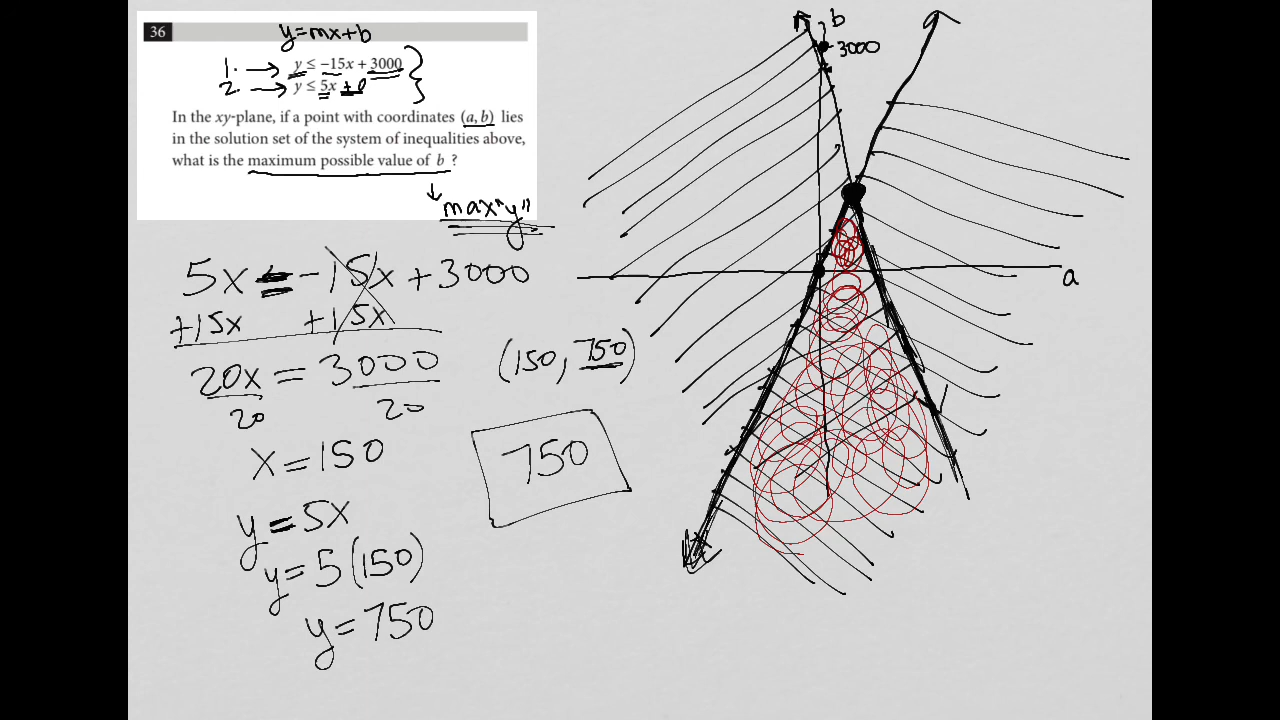 36
y=mx+b
1. → y ≤ −15x + 3000
2. → y ≤ 5x + 0
In the xy-plane, if a point with coordinates (a, b) lies
in the solution set of the system of inequalities above,
what is the maximum possible value of b ?
max "y"
5x = -15x + 3000
+15x +15x
20x = 3000
20 20
x = 150
y = 5x
y = 5(150)
y = 750
(150, 750)
750
b
3000
a